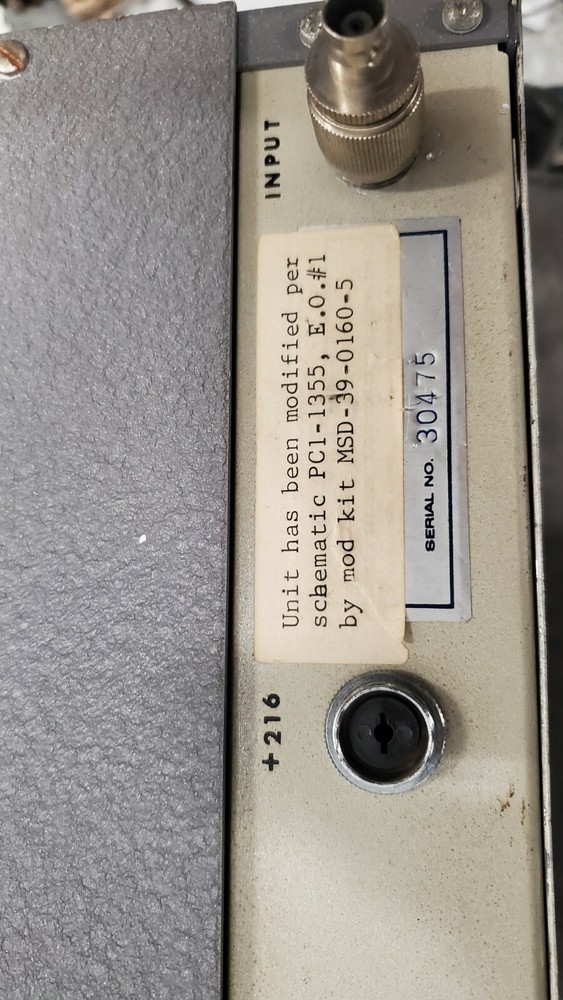 INPUT
Unit has been modified per
schematic PC1-1355, E.O.#1
by mod kit MSD-39-0160-5
SERIAL NO. 30475
+216